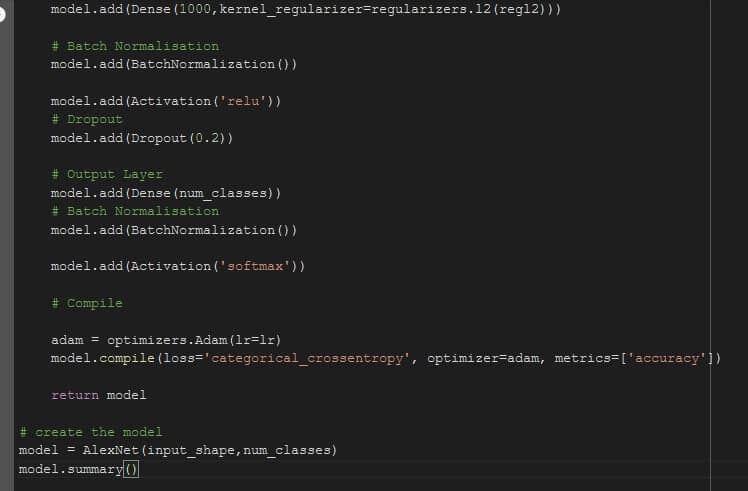 model.add(Dense(1000,kernel_regularizer=regularizers.l2(regl2)))
# Batch Normalisation
model.add(BatchNormalization())
model.add(Activation('relu'))
# Dropout
model.add(Dropout(0.2))
# Output Layer
model.add(Dense(num_classes))
# Batch Normalisation
model.add(BatchNormalization())
model.add(Activation('softmax'))
# Compile
adam = optimizers.Adam(lr=lr)
model.compile(loss='categorical_crossentropy', optimizer=adam, metrics=['accuracy'])
return model
# create the model
model = AlexNet(input_shape,num_classes)
model.summary()